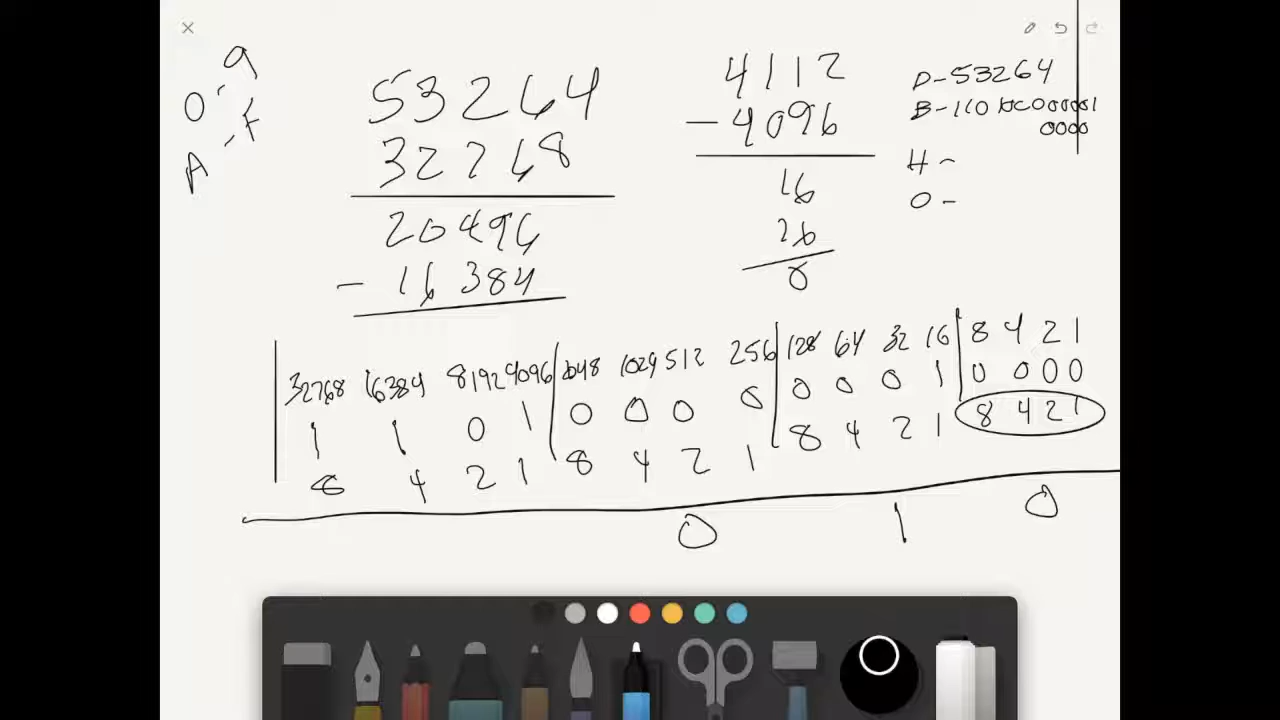 0 - 9
A - F
53264
32768
20496
- 16384
4112
- 4096
16
26
0
D-53264
B-1101000001
0000
H -
O -
32768 16384 8192 4096 2048 1024 512 256 128 64 32 16 8 4 2 1
1 1 0 1 0 0 0 0 0 0 0 1 0 0 0 0
8 4 2 1 8 4 2 1 8 4 2 1 8 4 2 1
0 1 0